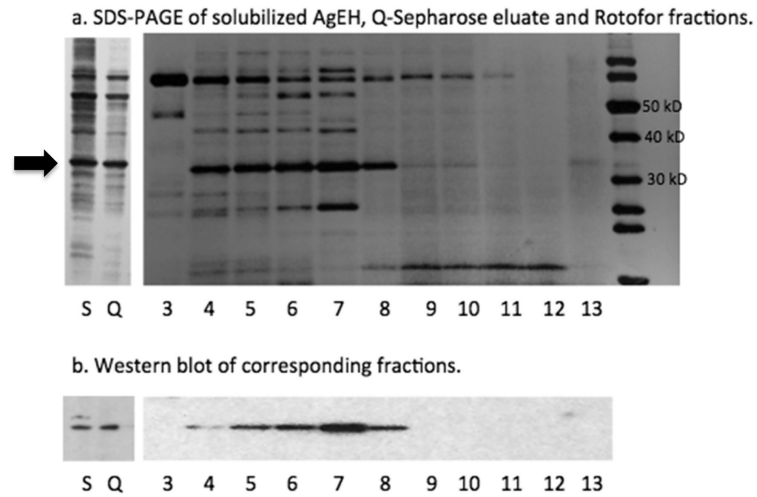 a. SDS-PAGE of solubilized AgEH, Q-Sepharose eluate and Rotofor fractions.
50 kD
40 kD
30 kD
S Q 3 4 5 6 7 8 9 10 11 12 13
b. Western blot of corresponding fractions.
S Q 3 4 5 6 7 8 9 10 11 12 13